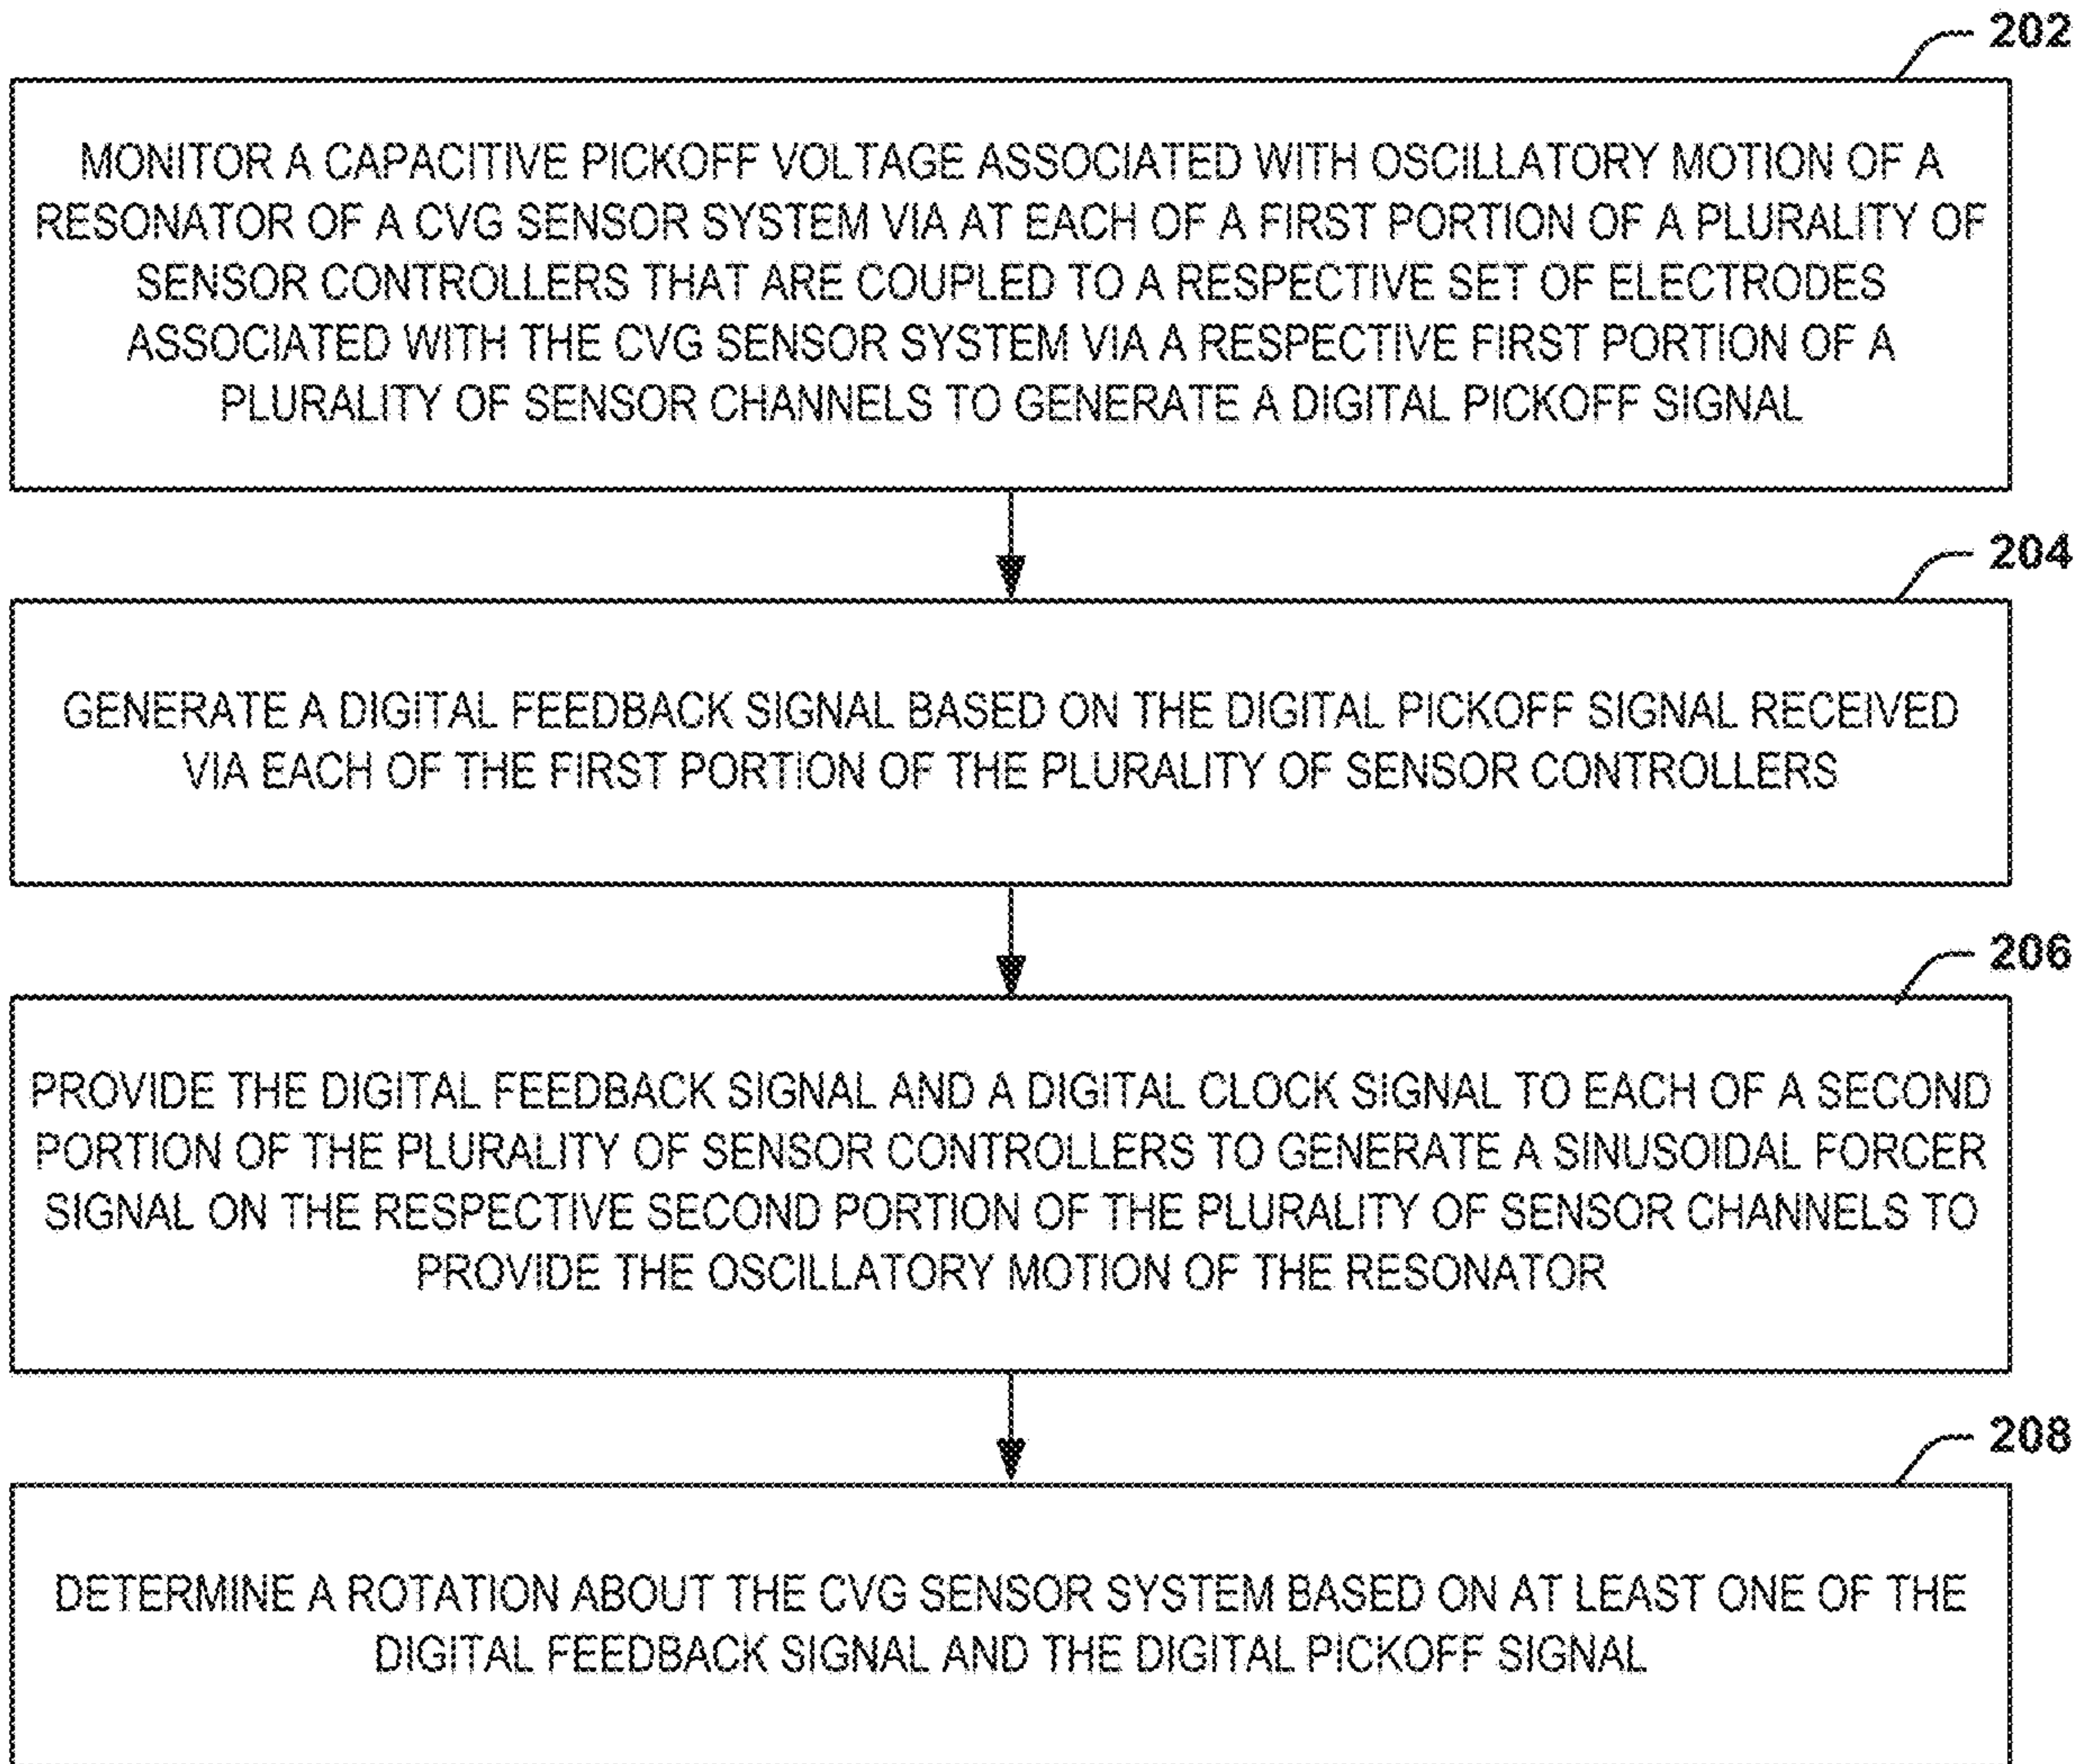 202
MONITOR A CAPACITIVE PICKOFF VOLTAGE ASSOCIATED WITH OSCILLATORY MOTION OF A
RESONATOR OF A CVG SENSOR SYSTEM VIA AT EACH OF A FIRST PORTION OF A PLURALITY OF
SENSOR CONTROLLERS THAT ARE COUPLED TO A RESPECTIVE SET OF ELECTRODES
ASSOCIATED WITH THE CVG SENSOR SYSTEM VIA A RESPECTIVE FIRST PORTION OF A
PLURALITY OF SENSOR CHANNELS TO GENERATE A DIGITAL PICKOFF SIGNAL
204
GENERATE A DIGITAL FEEDBACK SIGNAL BASED ON THE DIGITAL PICKOFF SIGNAL RECEIVED
VIA EACH OF THE FIRST PORTION OF THE PLURALITY OF SENSOR CONTROLLERS
206
PROVIDE THE DIGITAL FEEDBACK SIGNAL AND A DIGITAL CLOCK SIGNAL TO EACH OF A SECOND
PORTION OF THE PLURALITY OF SENSOR CONTROLLERS TO GENERATE A SINUSOIDAL FORCER
SIGNAL ON THE RESPECTIVE SECOND PORTION OF THE PLURALITY OF SENSOR CHANNELS TO
PROVIDE THE OSCILLATORY MOTION OF THE RESONATOR
208
DETERMINE A ROTATION ABOUT THE CVG SENSOR SYSTEM BASED ON AT LEAST ONE OF THE
DIGITAL FEEDBACK SIGNAL AND THE DIGITAL PICKOFF SIGNAL